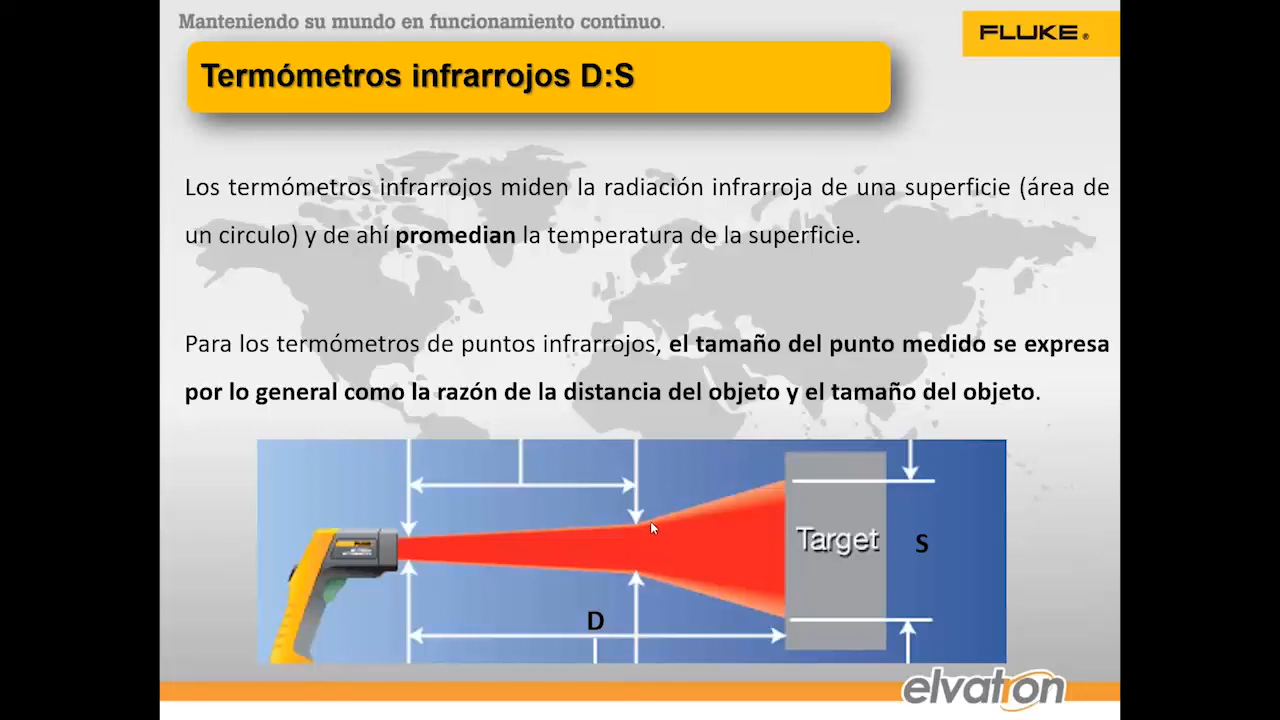 Manteniendo su mundo en funcionamiento continuo.
FLUKE®
Termómetros infrarrojos D:S
Los termómetros infrarrojos miden la radiación infrarroja de una superficie (área de
un circulo) y de ahí promedian la temperatura de la superficie.
Para los termómetros de puntos infrarrojos, el tamaño del punto medido se expresa
por lo general como la razón de la distancia del objeto y el tamaño del objeto.
FLUKE
Target
S
D
elvatron